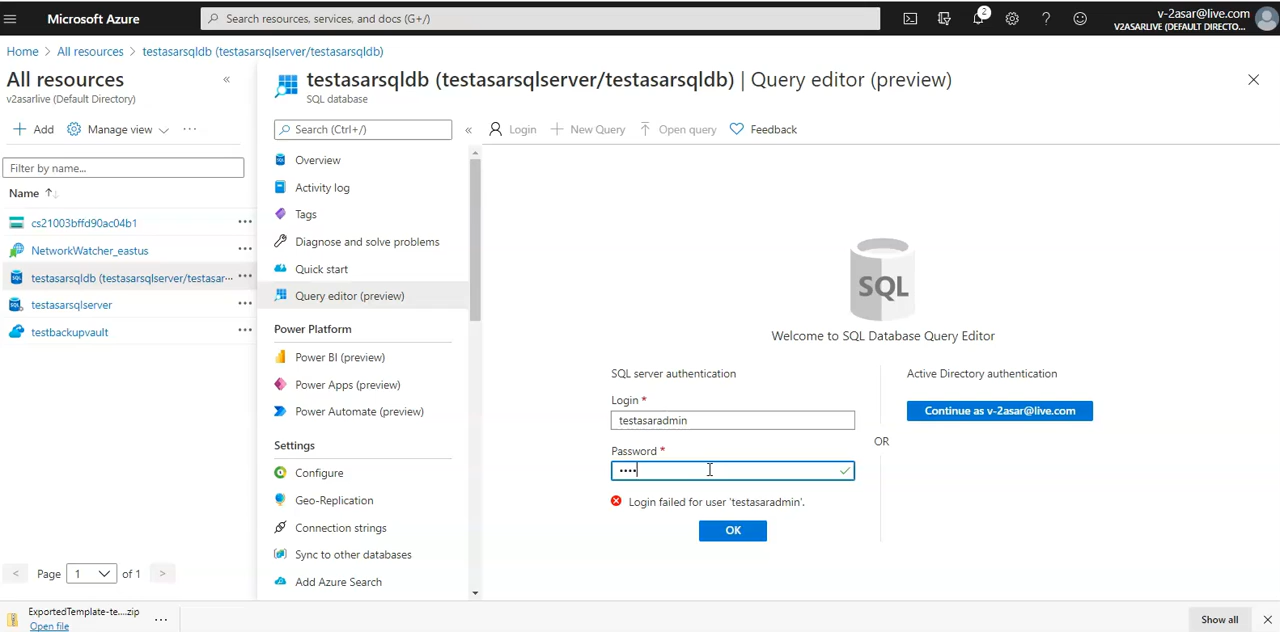 Microsoft Azure
Search resources, services, and docs (G+/)
2
v-2asar@live.com
V2ASARLIVE (DEFAULT DIRECTO...
Home > All resources > testasarsqldb (testasarsqlserver/testasarsqldb)
All resources
«
v2asarlive (Default Directory)
+ Add
Manage view
...
Filter by name...
Name ↑↓
cs21003bffd90ac04b1
...
NetworkWatcher_eastus
...
testasarsqldb (testasarsqlserver/testasar...
...
testasarsqlserver
...
testbackupvault
...
< Page 1 of 1 >
testasarsqldb (testasarsqlserver/testasarsqldb) | Query editor (preview)
SQL database
Search (Ctrl+/)
«
Overview
Activity log
Tags
Diagnose and solve problems
Quick start
Query editor (preview)
Power Platform
Power BI (preview)
Power Apps (preview)
Power Automate (preview)
Settings
Configure
Geo-Replication
Connection strings
Sync to other databases
Add Azure Search
Login
+ New Query
Open query
Feedback
SQL
Welcome to SQL Database Query Editor
SQL server authentication
Login *
testasaradmin
Password *
••••
Login failed for user 'testasaradmin'.
OK
OR
Active Directory authentication
Continue as v-2asar@live.com
ExportedTemplate-te....zip
Open file
...
Show all